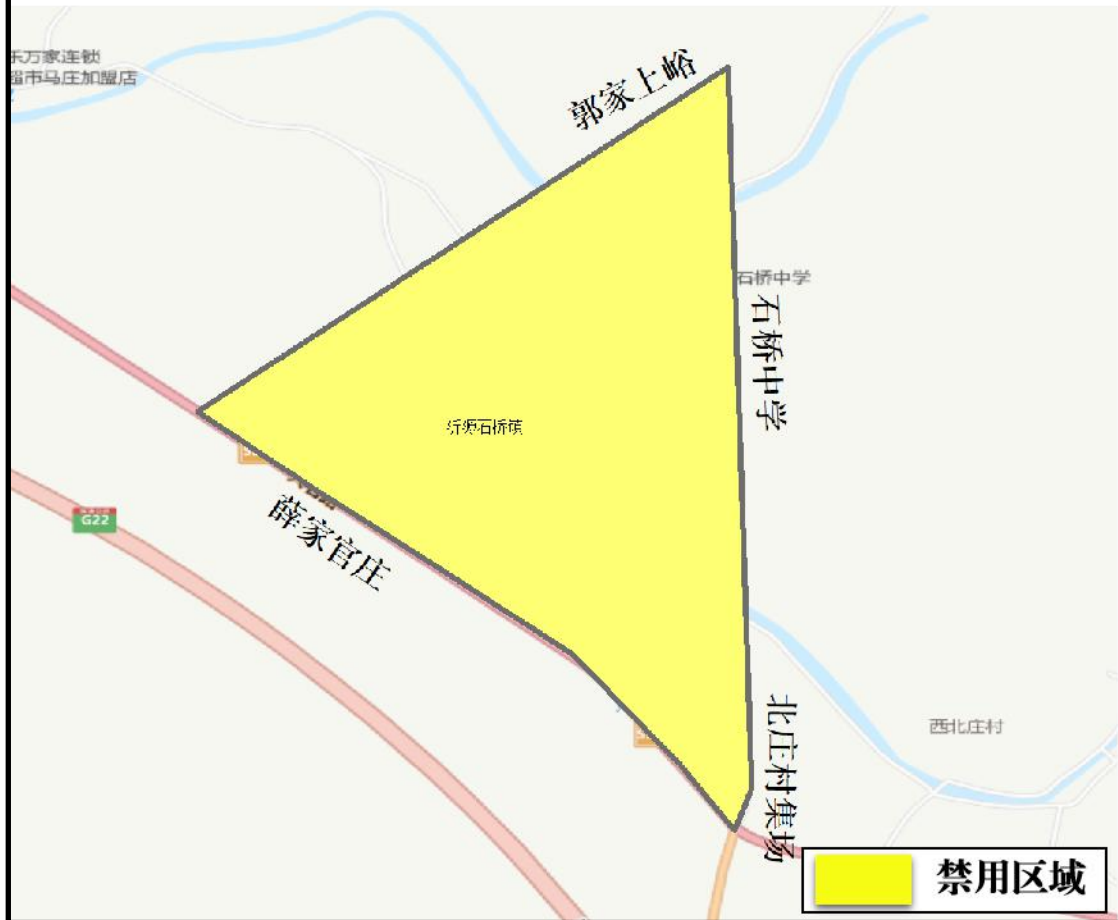 乐万家连锁
超市马庄加盟店
郭家上峪
石桥中学
石桥中学
沂源石桥镇
G22
薛家官庄
北庄村集场
西北庄村
禁用区域